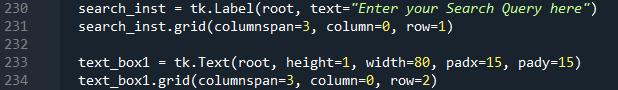 230 search_inst = tk.Label(root, text="Enter your Search Query here")
231 search_inst.grid(columnspan=3, column=0, row=1)
232
233 text_box1 = tk.Text(root, height=1, width=80, padx=15, pady=15)
234 text_box1.grid(columnspan=3, column=0, row=2)